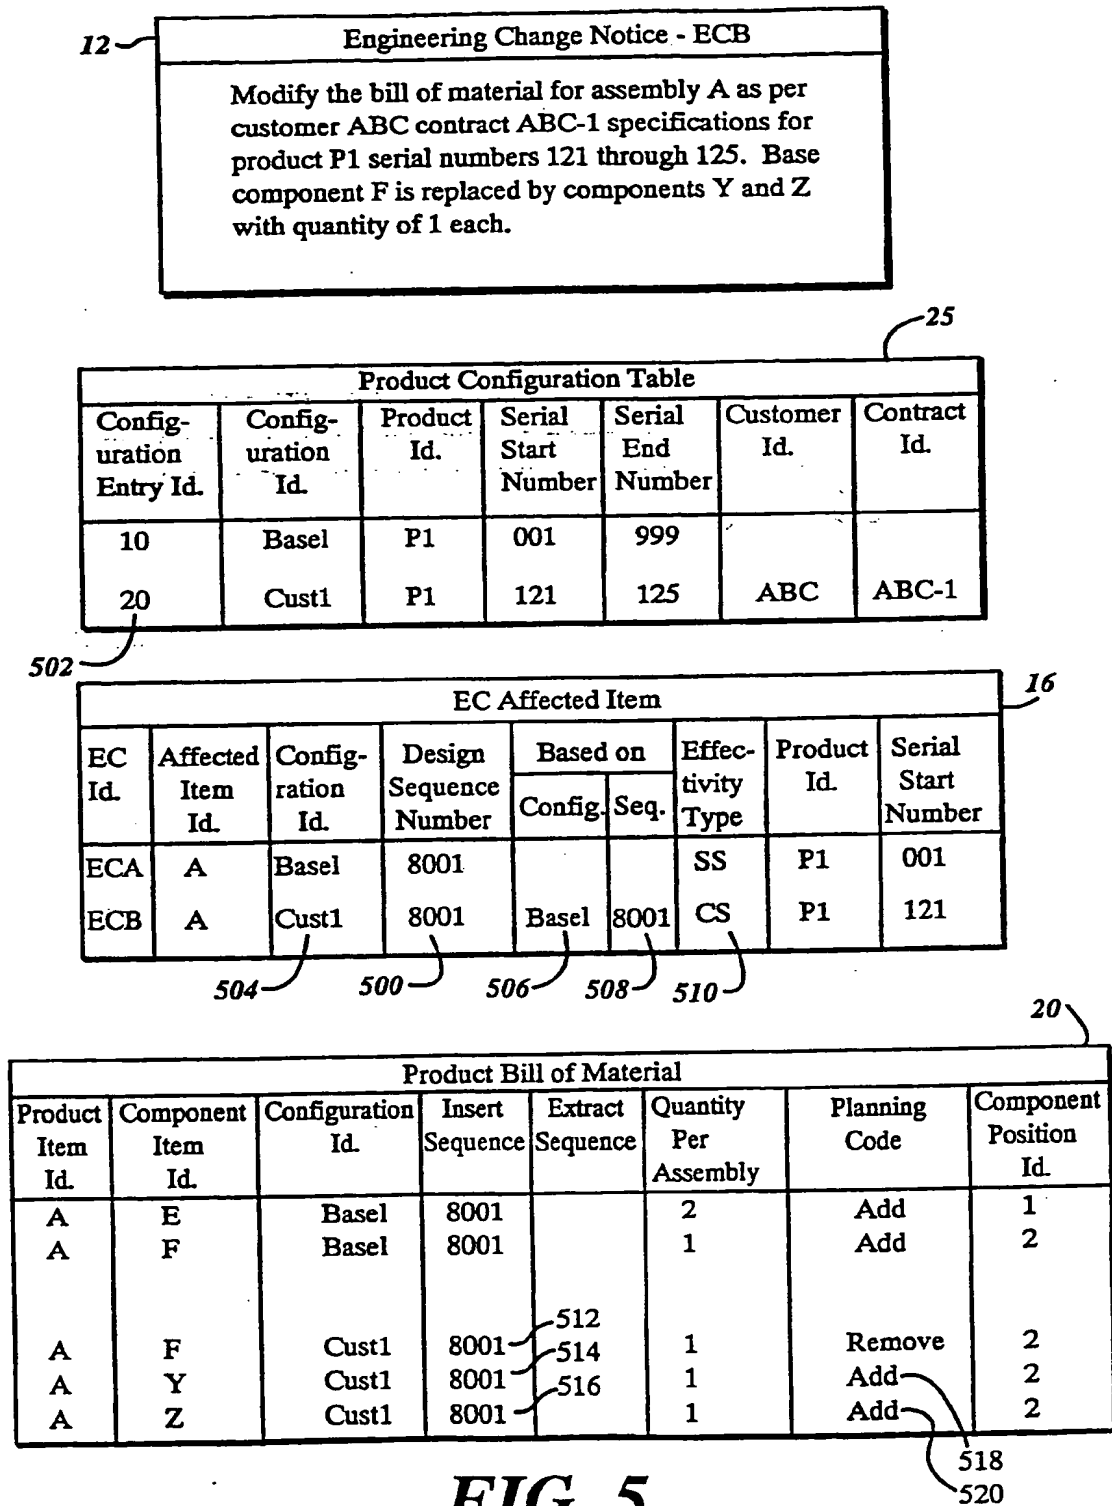 12
Engineering Change Notice - ECB
Modify the bill of material for assembly A as per
customer ABC contract ABC-1 specifications for
product P1 serial numbers 121 through 125. Base
component F is replaced by components Y and Z
with quantity of 1 each.
25
Product Configuration Table
Config- Config- Product Serial Serial Customer Contract
uration uration Id. Start End Id. Id.
Entry Id. Id. Number Number
10 Basel P1 001 999
20 Cust1 P1 121 125 ABC ABC-1
502
16
EC Affected Item
EC Affected Config- Design Based on Effec- Product Serial
Id. Item ration Sequence tivity Id. Start
Id. Id. Number Config. Seq. Type Number
ECA A Basel 8001 SS P1 001
ECB A Cust1 8001 Basel 8001 CS P1 121
504 500 506 508 510
20
Product Bill of Material
Product Component Configuration Insert Extract Quantity Planning Component
Item Item Id. Sequence Sequence Per Code Position
Id. Id. Assembly Id.
A E Basel 8001 2 Add 1
A F Basel 8001 1 Add 2
512
A F Cust1 8001 1 Remove 2
514
A Y Cust1 8001 1 Add 2
516
A Z Cust1 8001 1 Add 2
518
520
FIG. 5